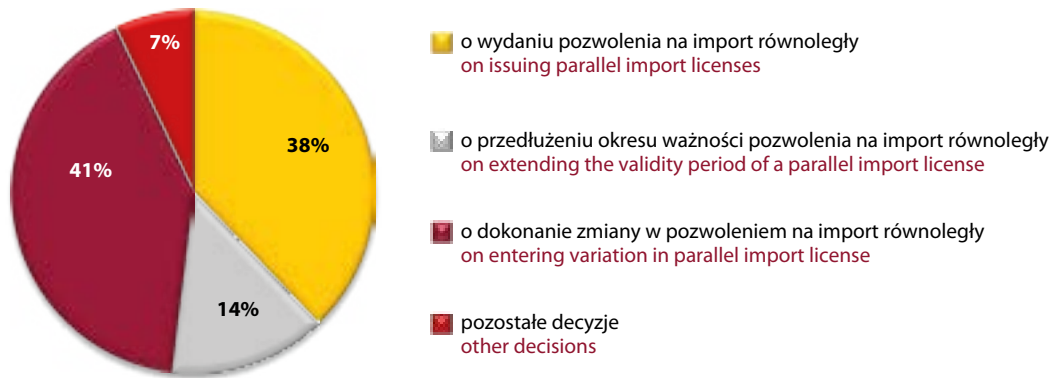 7%
38%
41%
14%
o wydaniu pozwolenia na import równoległy
on issuing parallel import licenses
o przedłużeniu okresu ważności pozwolenia na import równoległy
on extending the validity period of a parallel import license
o dokonanie zmiany w pozwoleniem na import równoległy
on entering variation in parallel import license
pozostałe decyzje
other decisions